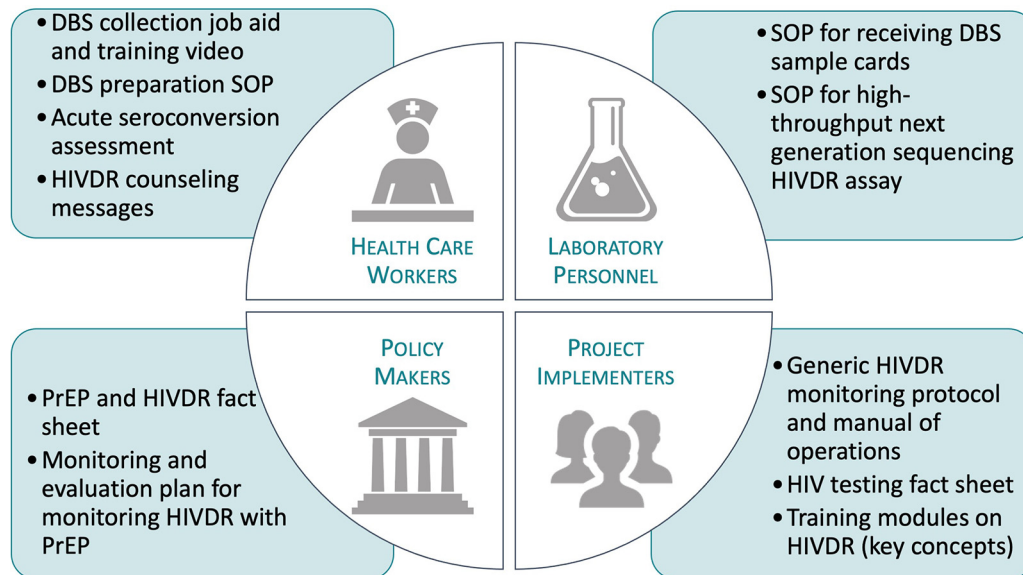 • DBS collection job aid
and training video
• DBS preparation SOP
• Acute seroconversion
assessment
• HIVDR counseling
messages
HEALTH CARE
WORKERS
LABORATORY
PERSONNEL
• SOP for receiving DBS
sample cards
• SOP for high-
throughput next
generation sequencing
HIVDR assay
• PrEP and HIVDR fact
sheet
• Monitoring and
evaluation plan for
monitoring HIVDR with
PrEP
POLICY
MAKERS
PROJECT
IMPLEMENTERS
• Generic HIVDR
monitoring protocol
and manual of
operations
• HIV testing fact sheet
• Training modules on
HIVDR (key concepts)